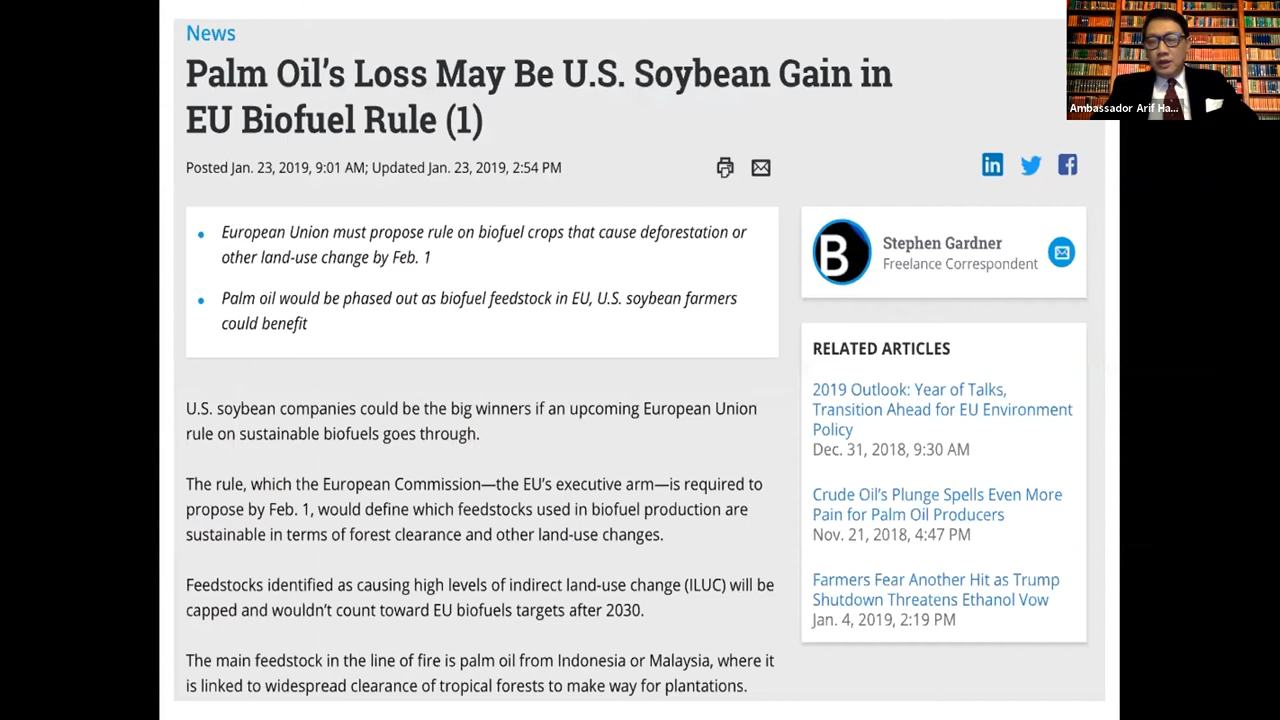 News
Palm Oil's Loss May Be U.S. Soybean Gain in
EU Biofuel Rule (1)
Posted Jan. 23, 2019, 9:01 AM; Updated Jan. 23, 2019, 2:54 PM
European Union must propose rule on biofuel crops that cause deforestation or
other land-use change by Feb. 1
Palm oil would be phased out as biofuel feedstock in EU, U.S. soybean farmers
could benefit
U.S. soybean companies could be the big winners if an upcoming European Union
rule on sustainable biofuels goes through.
The rule, which the European Commission—the EU's executive arm—is required to
propose by Feb. 1, would define which feedstocks used in biofuel production are
sustainable in terms of forest clearance and other land-use changes.
Feedstocks identified as causing high levels of indirect land-use change (ILUC) will be
capped and wouldn't count toward EU biofuels targets after 2030.
The main feedstock in the line of fire is palm oil from Indonesia or Malaysia, where it
is linked to widespread clearance of tropical forests to make way for plantations.
in
f
B
Stephen Gardner
Freelance Correspondent
RELATED ARTICLES
2019 Outlook: Year of Talks,
Transition Ahead for EU Environment
Policy
Dec. 31, 2018, 9:30 AM
Crude Oil's Plunge Spells Even More
Pain for Palm Oil Producers
Nov. 21, 2018, 4:47 PM
Farmers Fear Another Hit as Trump
Shutdown Threatens Ethanol Vow
Jan. 4, 2019, 2:19 PM
Ambassador Arif Ha...